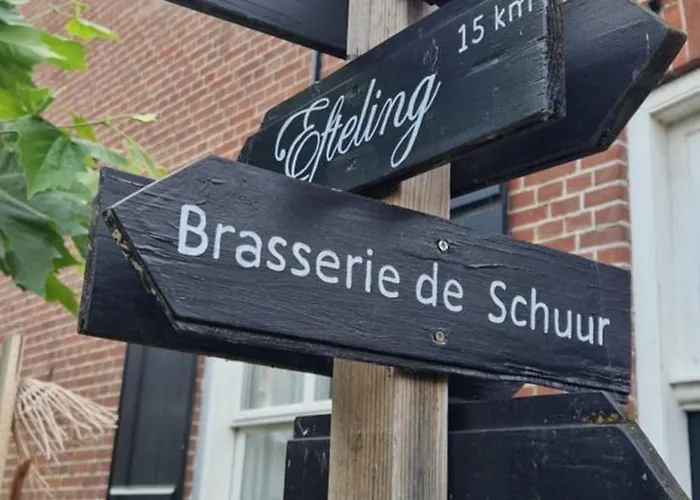 15 km
Efteling
Brasserie de Schuur